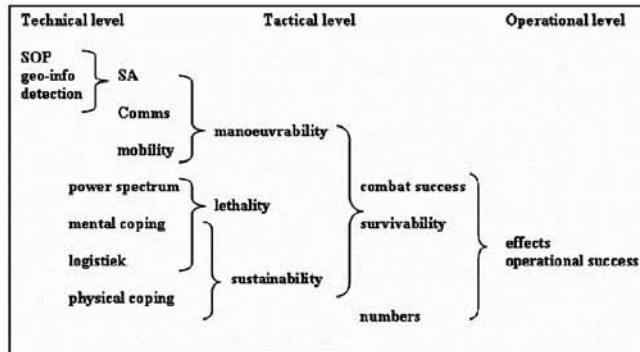 Technical level Tactical level Operational level
SOP
geo-info SA
detection
Comms
manoeuvrability
mobility
power spectrum combat success
lethality
mental coping survivability
effects
logistiek operational success
sustainability
physical coping
numbers